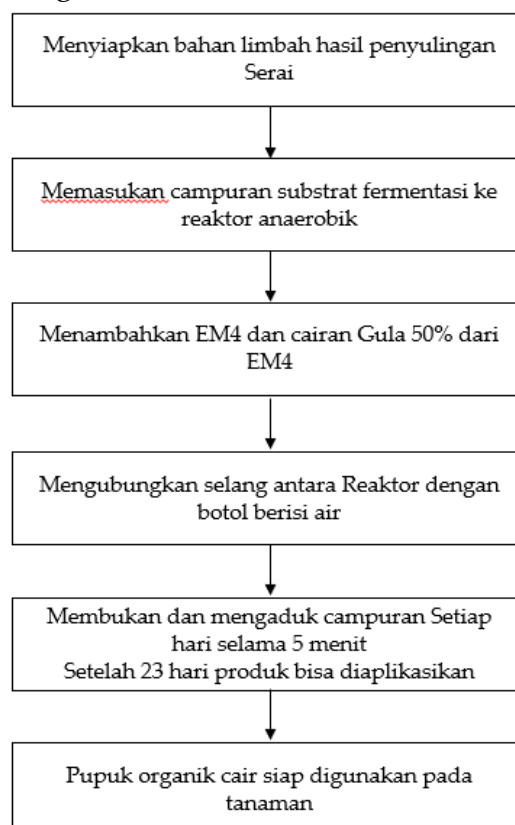 Menyiapkan bahan limbah hasil penyulingan
Serai
Memasukan campuran substrat fermentasi ke
reaktor anaerobik
Menambahkan EM4 dan cairan Gula 50% dari
EM4
Mengubungkan selang antara Reaktor dengan
botol berisi air
Membukan dan mengaduk campuran Setiap
hari selama 5 menit
Setelah 23 hari produk bisa diaplikasikan
Pupuk organik cair siap digunakan pada
tanaman